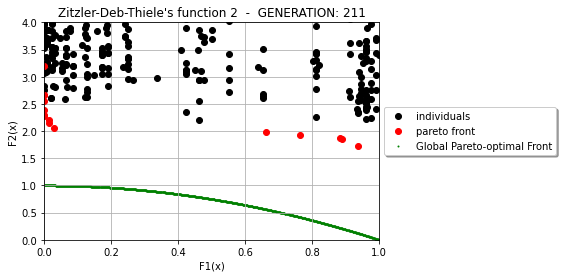 Zitzler-Deb-Thiele's function 2 - GENERATION: 211
F2(x)
4.0
3.5
3.0
2.5
2.0
1.5
1.0
0.5
0.0
0.0 0.2 0.4 0.6 0.8 1.0
F1(x)
individuals
pareto front
Global Pareto-optimal Front